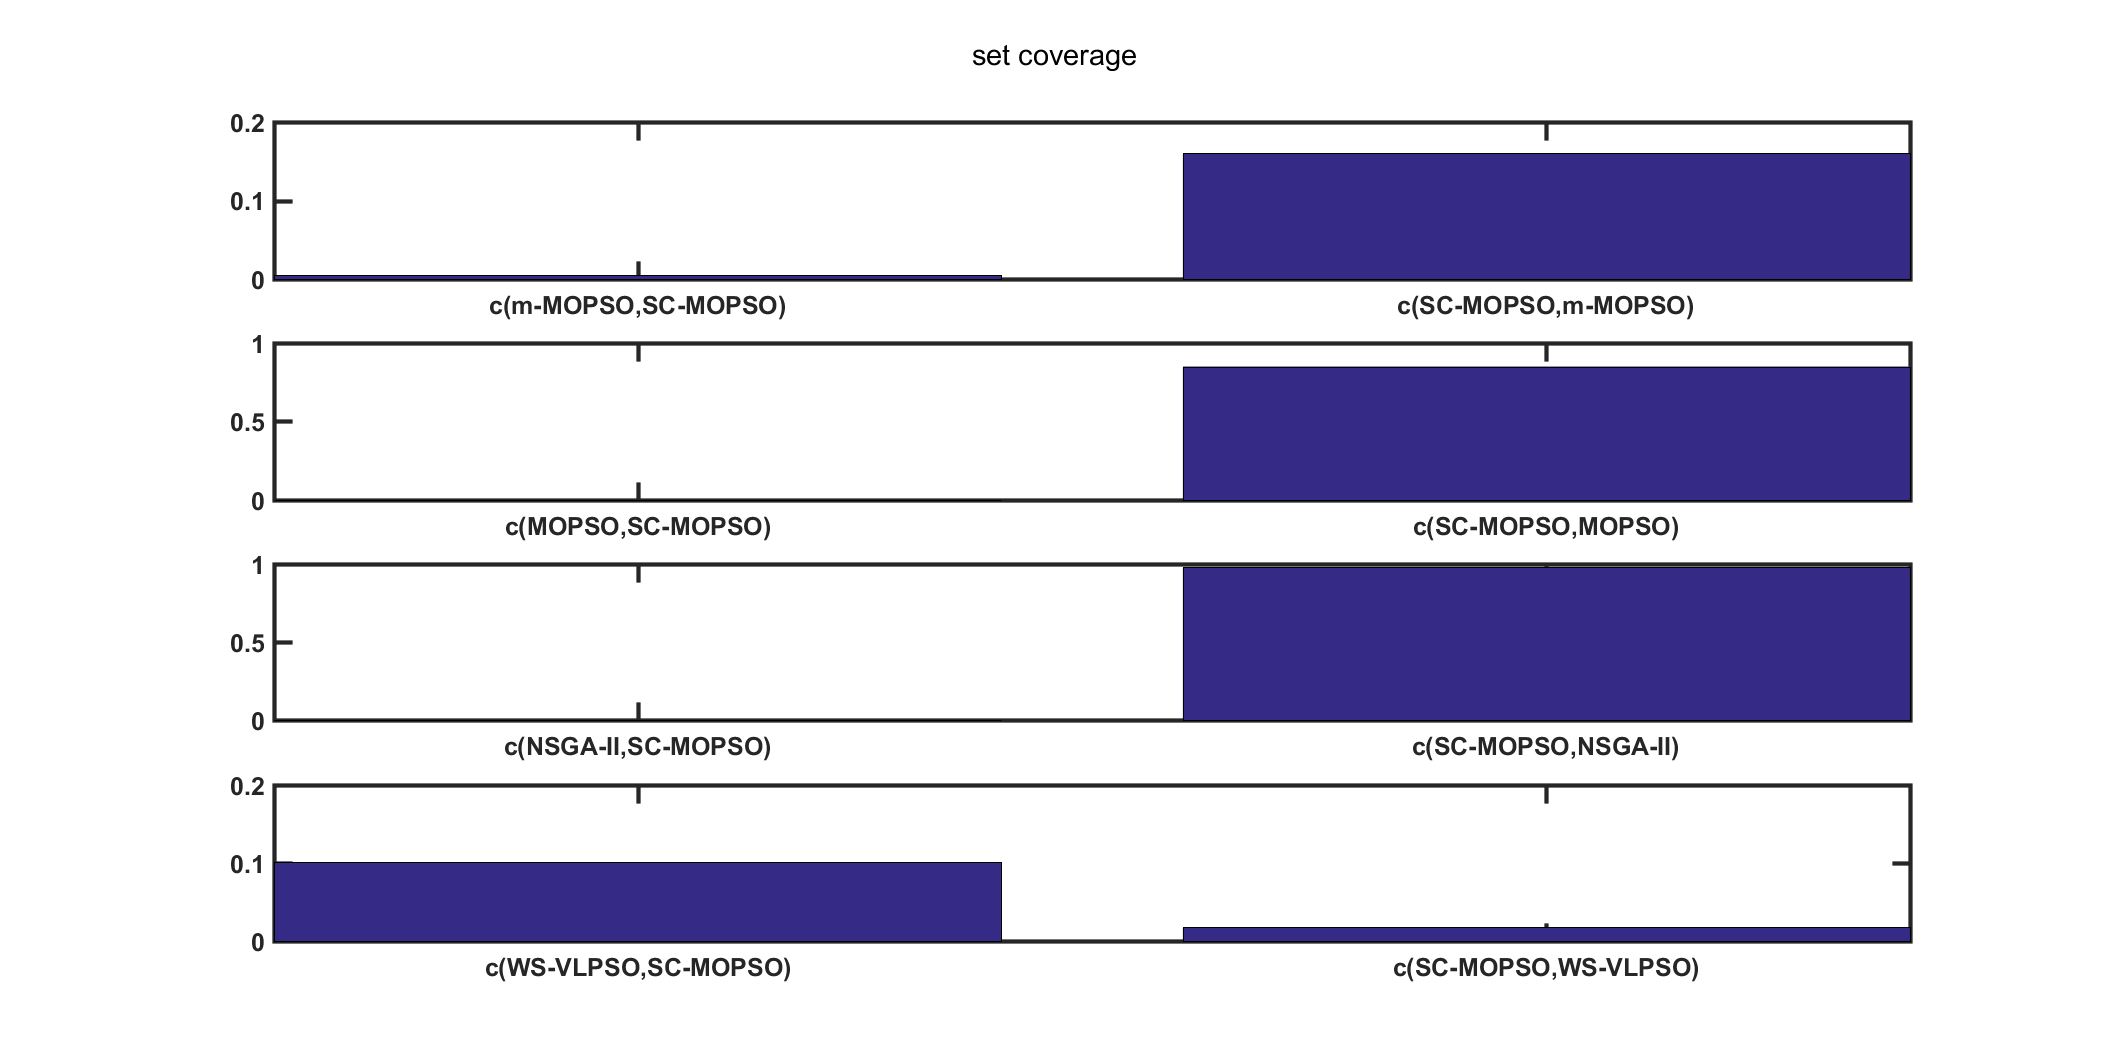 set coverage
0.2
0.1
0
c(m-MOPSO,SC-MOPSO) c(SC-MOPSO,m-MOPSO)
1
0.5
0
c(MOPSO,SC-MOPSO) c(SC-MOPSO,MOPSO)
1
0.5
0
c(NSGA-II,SC-MOPSO) c(SC-MOPSO,NSGA-II)
0.2
0.1
0
c(WS-VLPSO,SC-MOPSO) c(SC-MOPSO,WS-VLPSO)